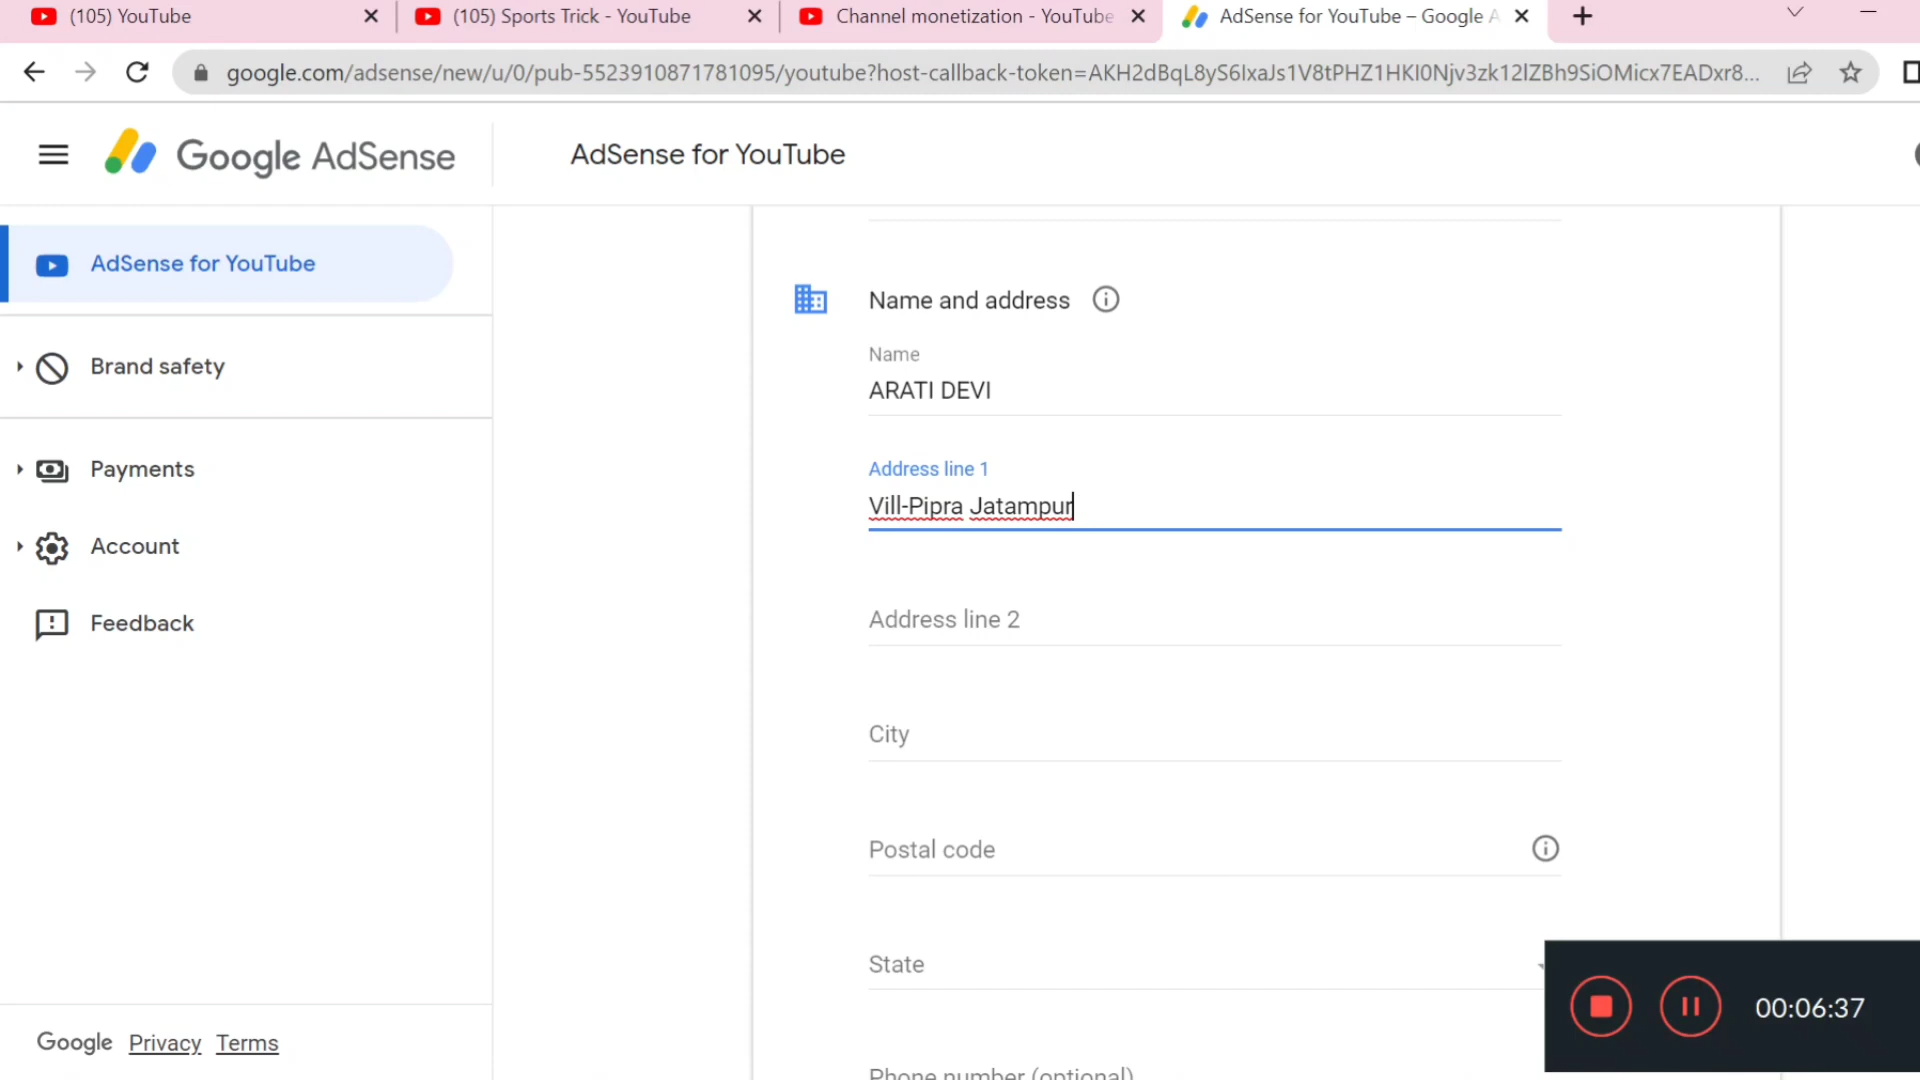 (105) YouTube
(105) Sports Trick - YouTube
Channel monetization - YouTube
AdSense for YouTube – Google A
google.com/adsense/new/u/0/pub-5523910871781095/youtube?host-callback-token=AKH2dBqL8yS6IxaJs1V8tPHZ1HKI0Njv3zk12lZBh9SiOMicx7EADxr8...
Google AdSense
AdSense for YouTube
AdSense for YouTube
Brand safety
Payments
Account
Feedback
Google Privacy Terms
Name and address
Name
ARATI DEVI
Address line 1
Vill-Pipra Jatampur
Address line 2
City
Postal code
State
Phone number (optional)
00:06:37